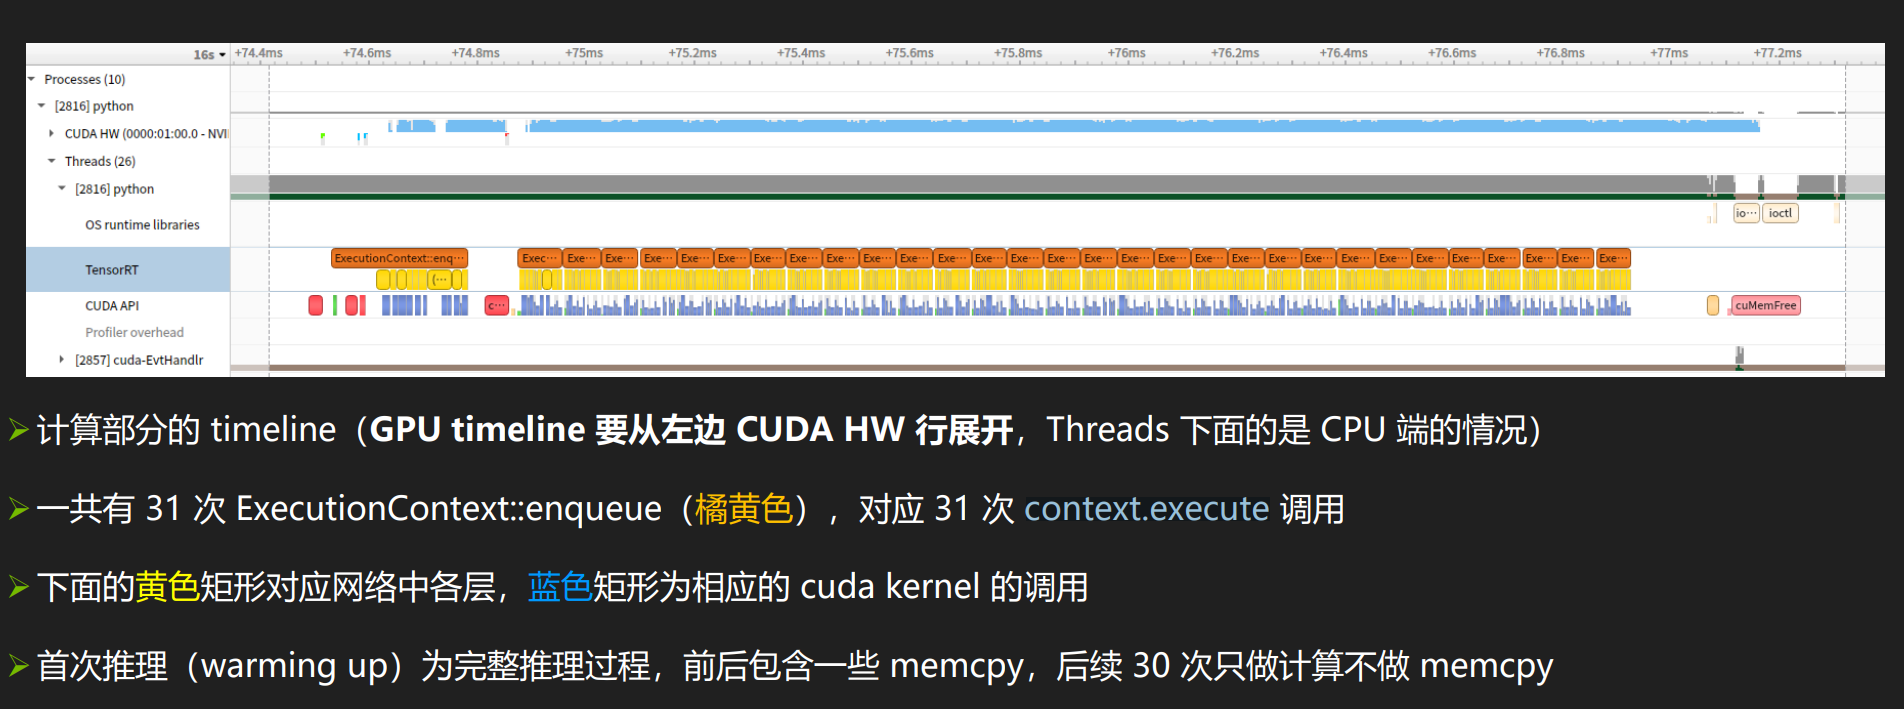 16s +74.4ms +74.6ms +74.8ms +75ms +75.2ms +75.4ms +75.6ms +75.8ms +76ms +76.2ms +76.4ms +76.6ms +76.8ms +77ms +77.2ms
Processes (10)
[2816] python
CUDA HW (0000:01:00.0 - NVI
Threads (26)
[2816] python
OS runtime libraries io··· ioctl
ExecutionContext::enq··· Exec··· Exe··· Exe··· Exe··· Exe··· Exe··· Exe··· Exe··· Exe··· Exe··· Exe··· Exe··· Exe··· Exe··· Exe··· Exe··· Exe··· Exe··· Exe··· Exe··· Exe··· Exe··· Exe··· Exe··· Exe··· Exe··· Exe··· Exe··· Exe··· Exe···
TensorRT (···
CUDA API c··· cuMemFree
Profiler overhead
[2857] cuda-EvtHandlr
计算部分的 timeline（GPU timeline 要从左边 CUDA HW 行展开，Threads 下面的是 CPU 端的情况）
一共有 31 次 ExecutionContext::enqueue（橘黄色），对应 31 次 context.execute 调用
下面的黄色矩形对应网络中各层，蓝色矩形为相应的 cuda kernel 的调用
首次推理（warming up）为完整推理过程，前后包含一些 memcpy，后续 30 次只做计算不做 memcpy